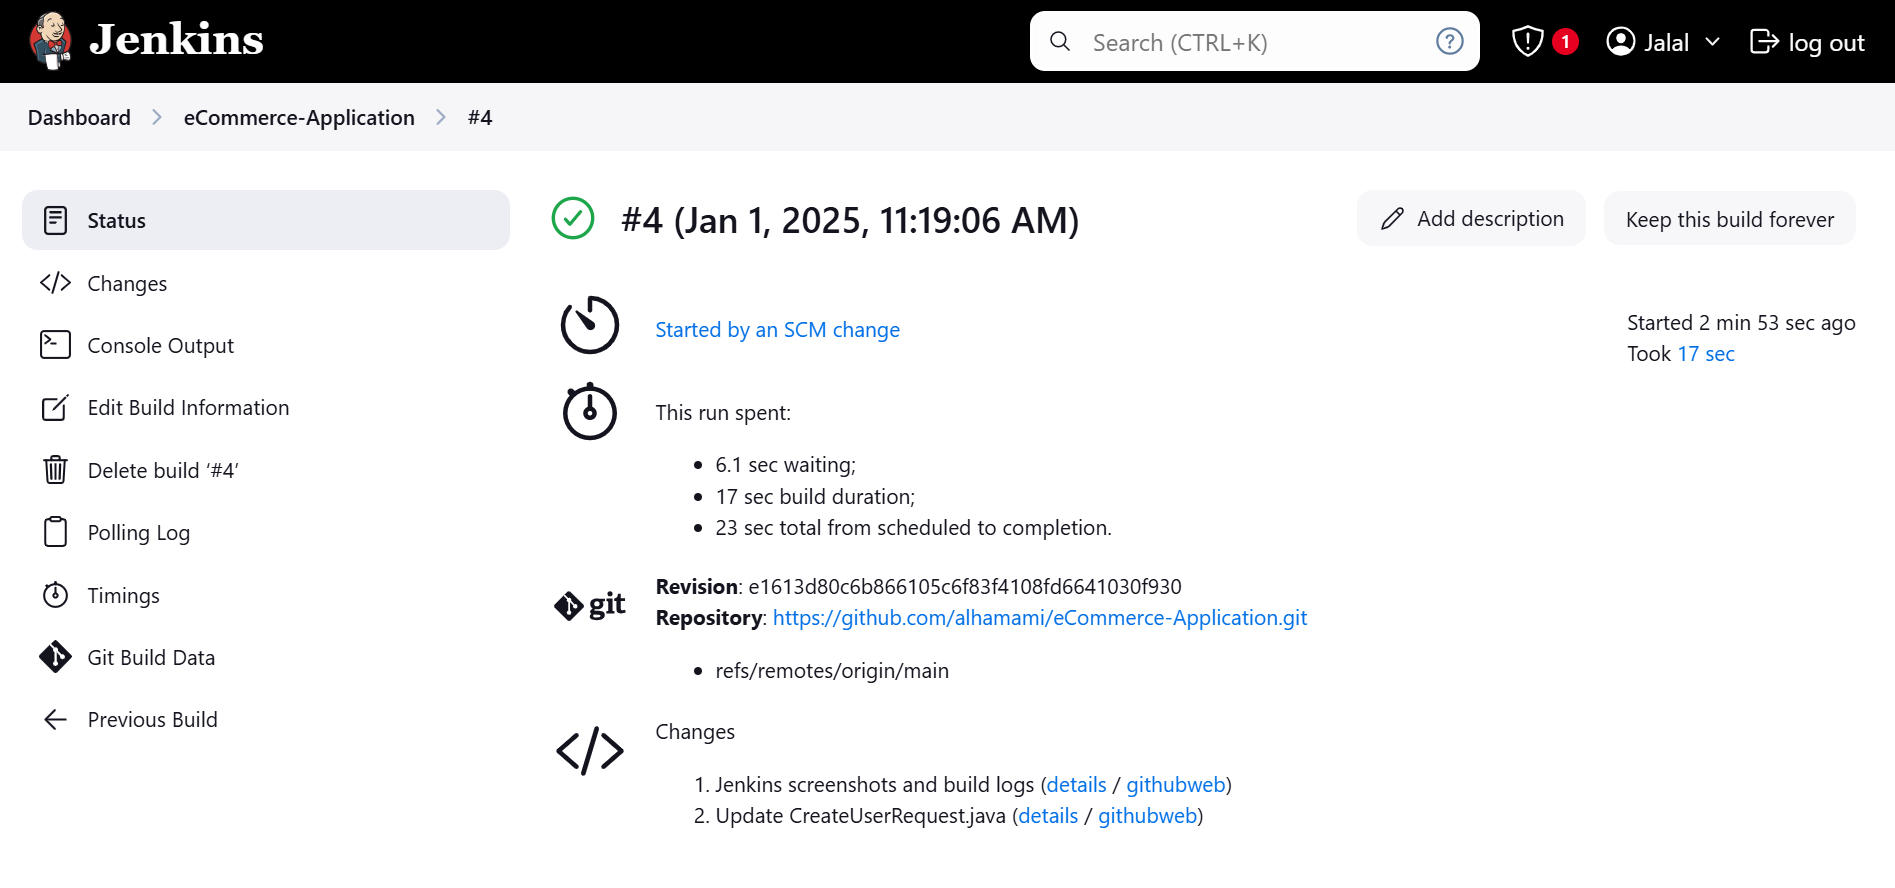 Jenkins
Search (CTRL+K)
?
1
Jalal
log out
Dashboard > eCommerce-Application > #4
Status
Changes
Console Output
Edit Build Information
Delete build ‘#4’
Polling Log
Timings
Git Build Data
Previous Build
#4 (Jan 1, 2025, 11:19:06 AM)
Add description
Keep this build forever
Started by an SCM change
Started 2 min 53 sec ago
Took 17 sec
This run spent:
• 6.1 sec waiting;
• 17 sec build duration;
• 23 sec total from scheduled to completion.
git
Revision: e1613d80c6b866105c6f83f4108fd6641030f930
Repository: https://github.com/alhamami/eCommerce-Application.git
• refs/remotes/origin/main
Changes
1. Jenkins screenshots and build logs (details / githubweb)
2. Update CreateUserRequest.java (details / githubweb)